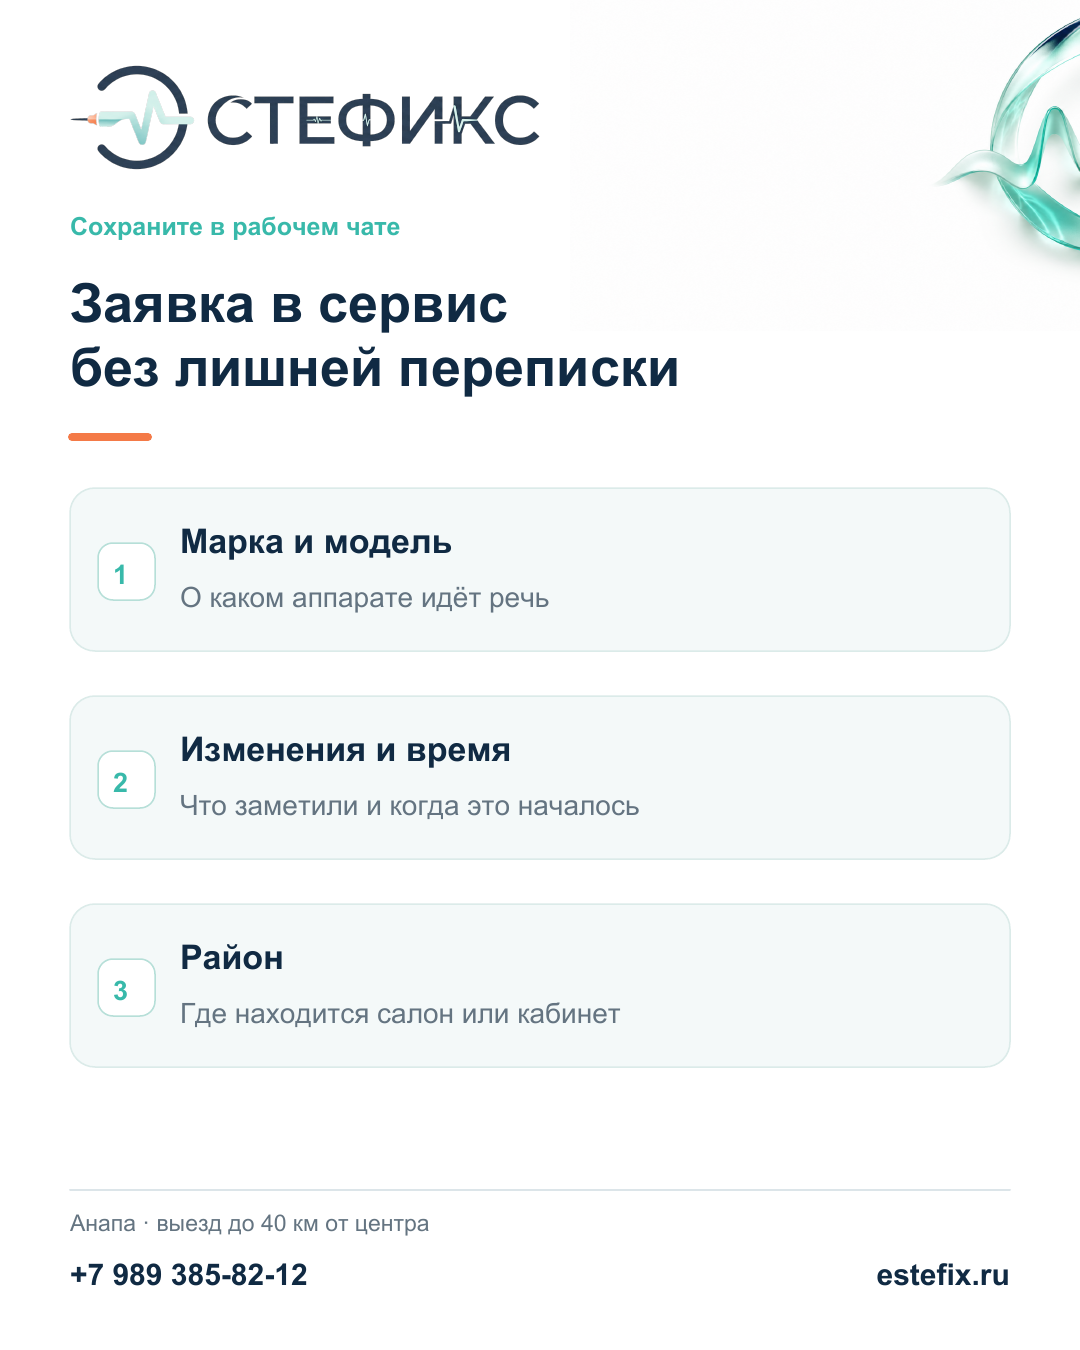 ЭСТЕФИКС
Сохраните в рабочем чате
Заявка в сервис
без лишней переписки
1
Марка и модель
О каком аппарате идёт речь
2
Изменения и время
Что заметили и когда это началось
3
Район
Где находится салон или кабинет
Анапа · выезд до 40 км от центра
+7 989 385-82-12
estefix.ru